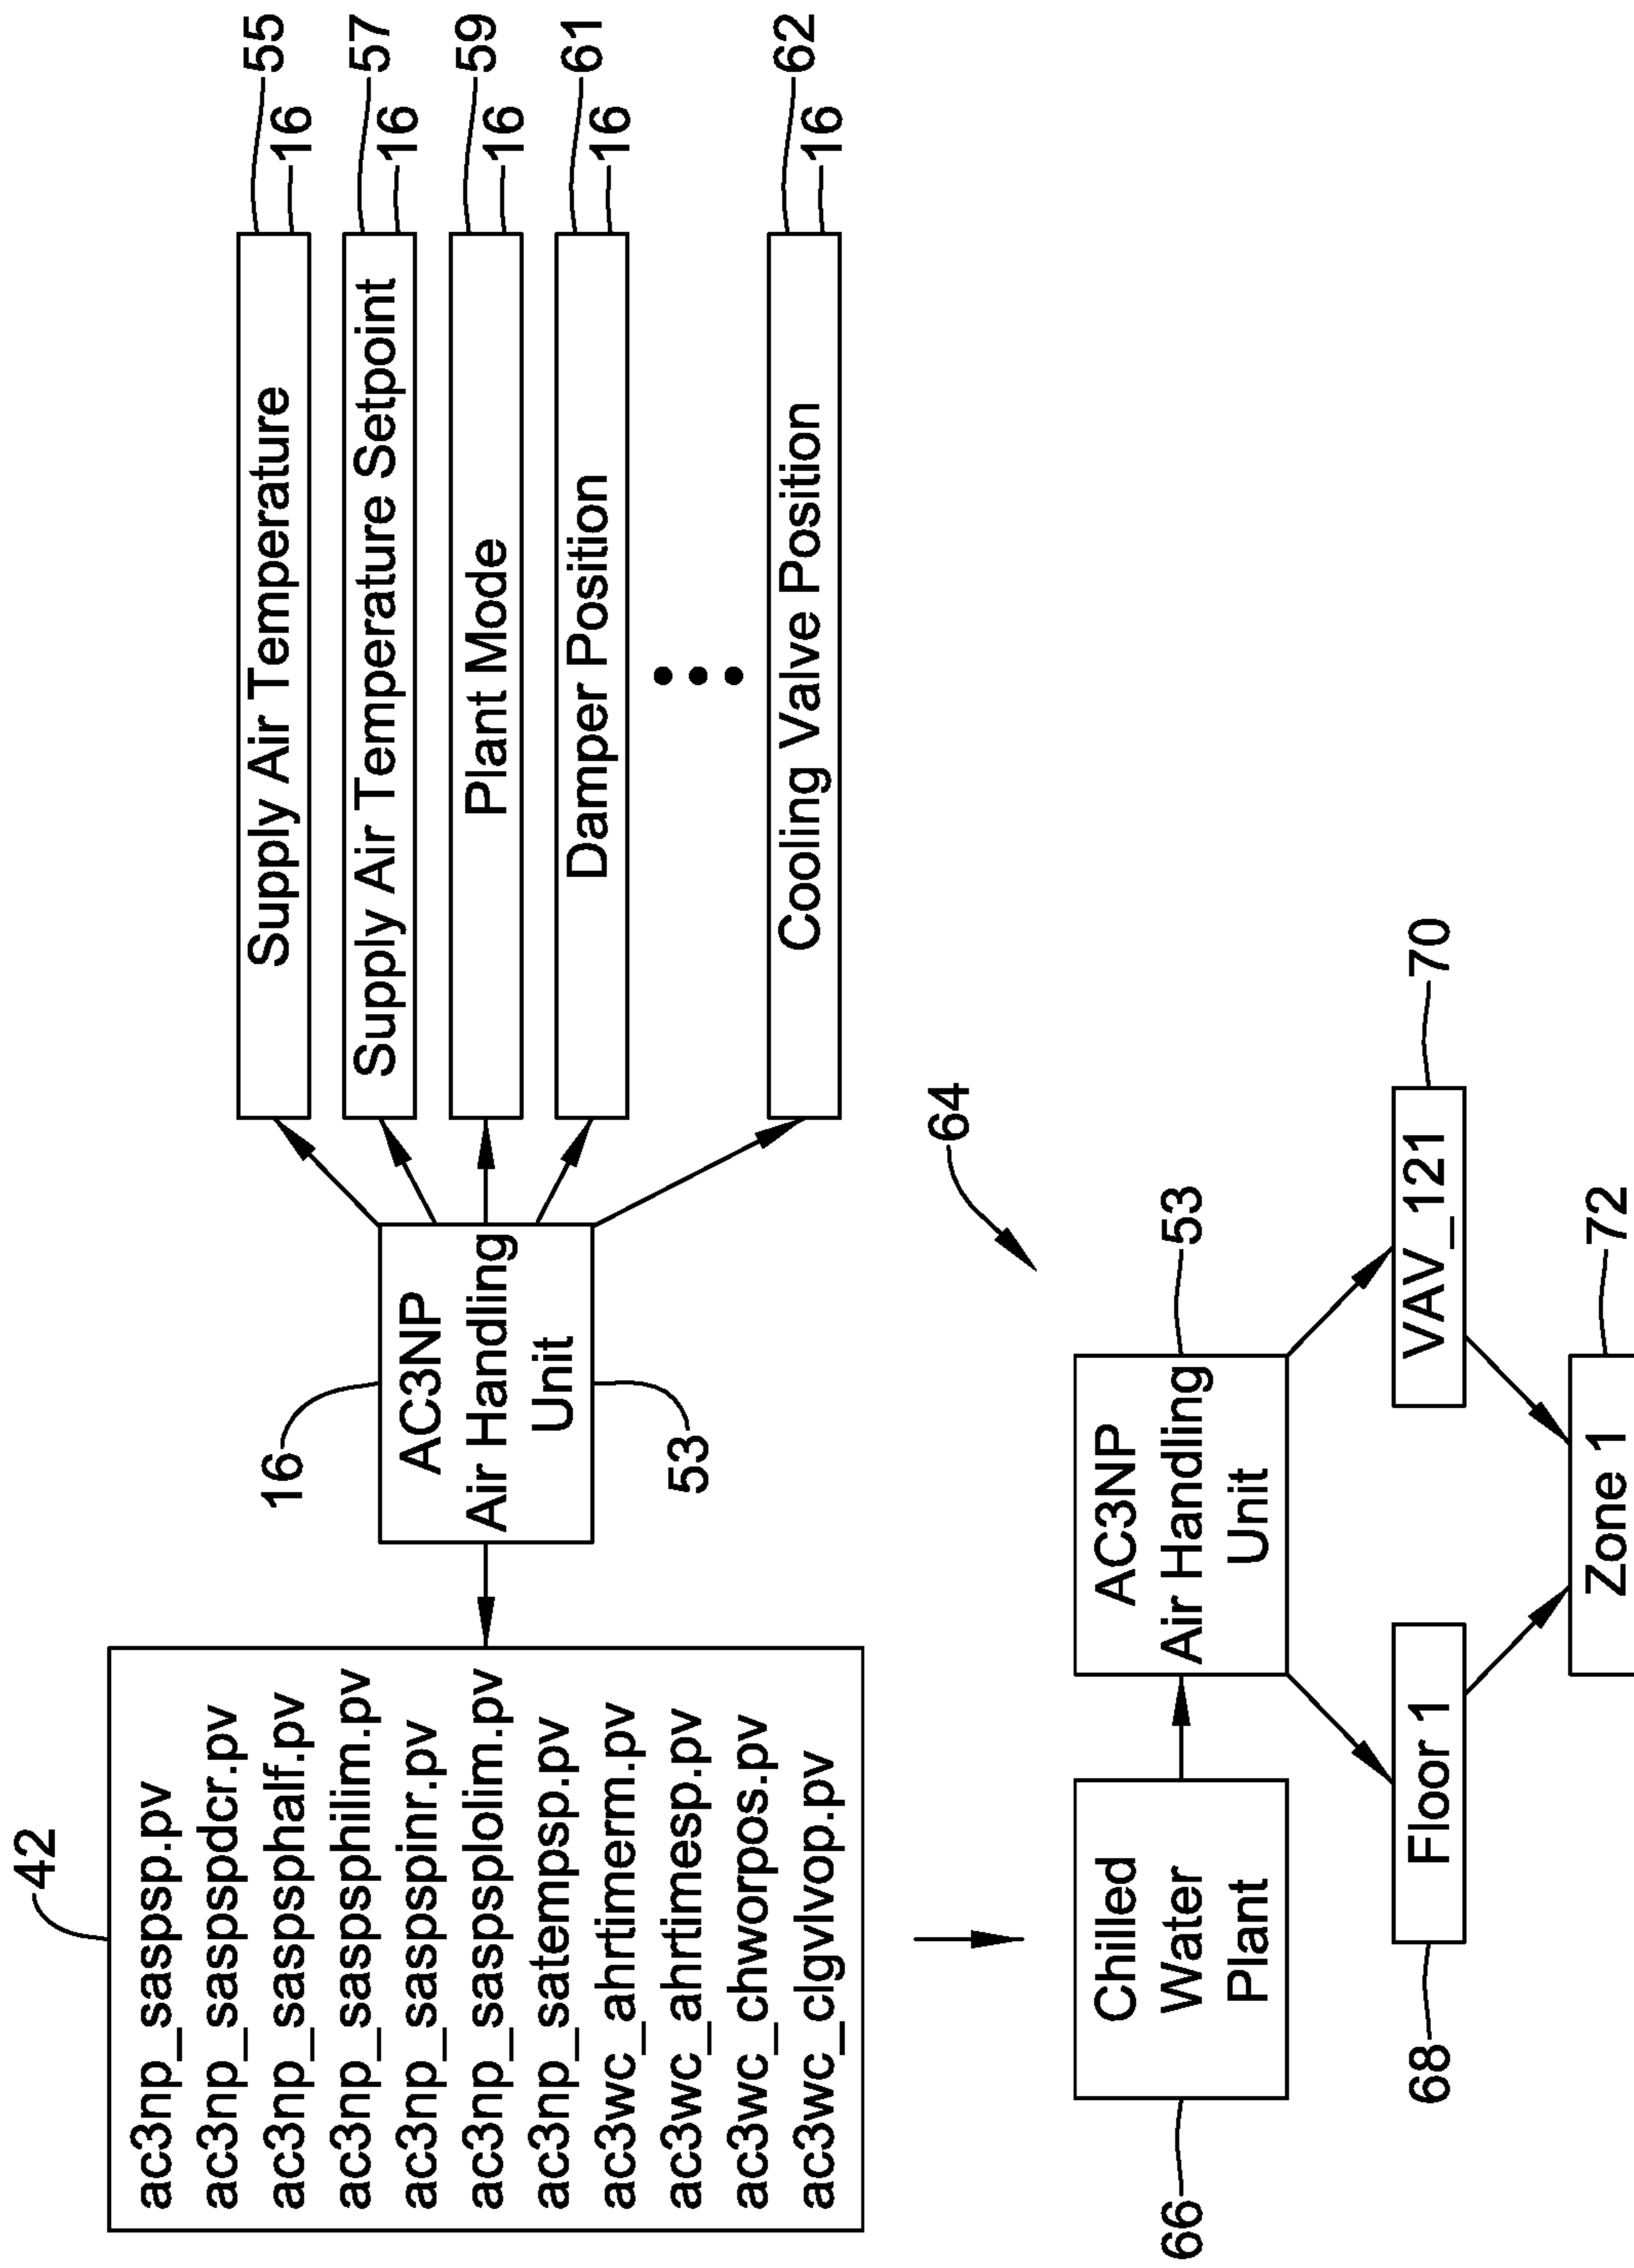 42
ac3np_saspsp.pv
ac3np_saspspdcr.pv
ac3np_saspsphalf.pv
ac3np_saspsphilim.pv
ac3np_saspspinr.pv
ac3np_saspsplolim.pv
ac3np_satempsp.pv
ac3wc_ahrtimerm.pv
ac3wc_ahrtimesp.pv
ac3wc_chworpos.pv
ac3wc_clgvlvop.pv
16
AC3NP
Air Handling
Unit
53
Supply Air Temperature
55
16
Supply Air Temperature Setpoint
57
16
Plant Mode
59
16
Damper Position
61
16
Cooling Valve Position
62
16
64
66
Chilled
Water
Plant
AC3NP
Air Handling
Unit
53
68
Floor 1
VAV_121
70
Zone 1
72